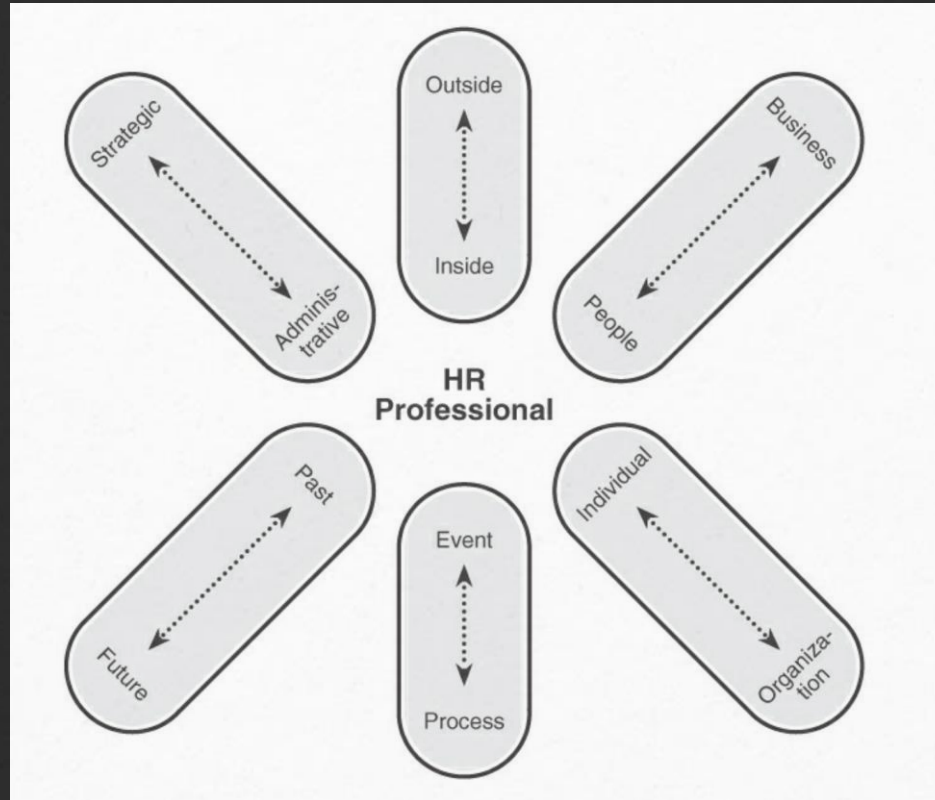 Outside
Inside
Strategic
Adminis-
trative
Business
People
HR
Professional
Past
Future
Event
Process
Individual
Organiza-
tion